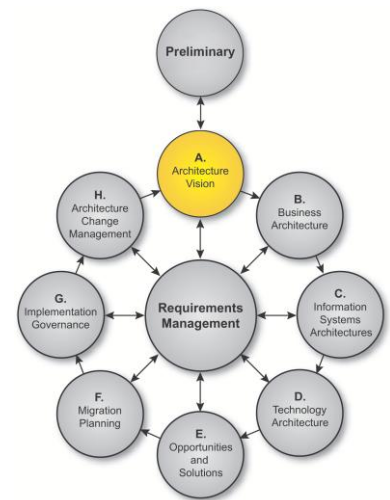 Preliminary
A.
Architecture
Vision
H.
Architecture
Change
Management
B.
Business
Architecture
G.
Implementation
Governance
Requirements
Management
C.
Information
Systems
Architectures
F.
Migration
Planning
D.
Technology
Architecture
E.
Opportunities
and
Solutions